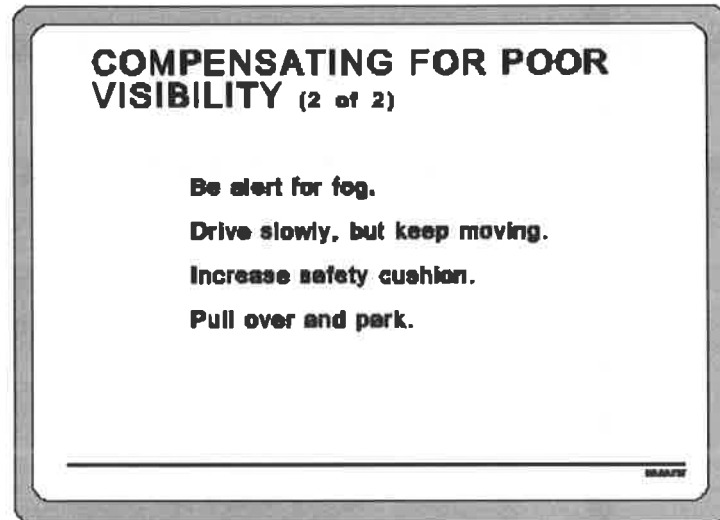 COMPENSATING FOR POOR
VISIBILITY (2 of 2)
Be alert for fog.
Drive slowly, but keep moving.
Increase safety cushion.
Pull over and park.